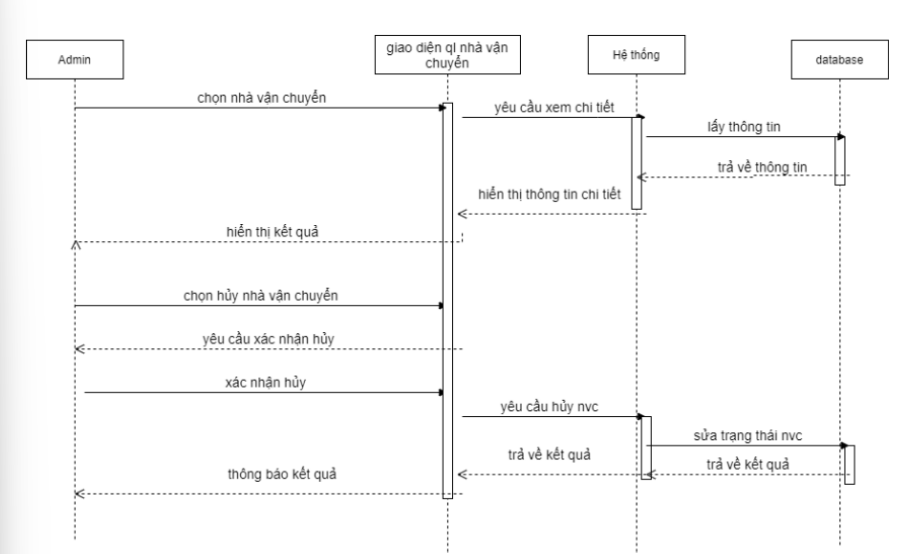 Admin
giao diện ql nhà vận
chuyển
Hệ thống
database
chọn nhà vận chuyển
yêu cầu xem chi tiết
lấy thông tin
trả về thông tin
hiển thị thông tin chi tiết
hiển thị kết quả
chọn hủy nhà vận chuyển
yêu cầu xác nhận hủy
xác nhận hủy
yêu cầu hủy nvc
sửa trạng thái nvc
trả về kết quả
trả về kết quả
thông báo kết quả